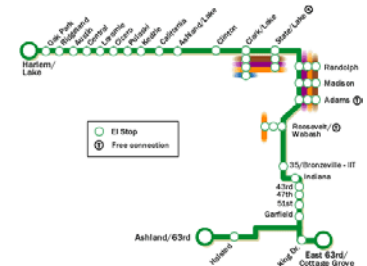 Harlem/
Lake
Oak Park
Ridgeland
Austin
Central
Laramie
Cicero
Pulaski
Kedzie
California
Ashland/Lake
Clinton
Clark/Lake
State/Lake
Randolph
Madison
Adams Ⓣ
Roosevelt/Ⓣ
Wabash
El Stop
Ⓣ Free connection
35/Bronzeville - IIT
Indiana
43rd
47th
51st
Garfield
Ashland/63rd
Halsted
King Dr.
East 63rd/
Cottage Grove